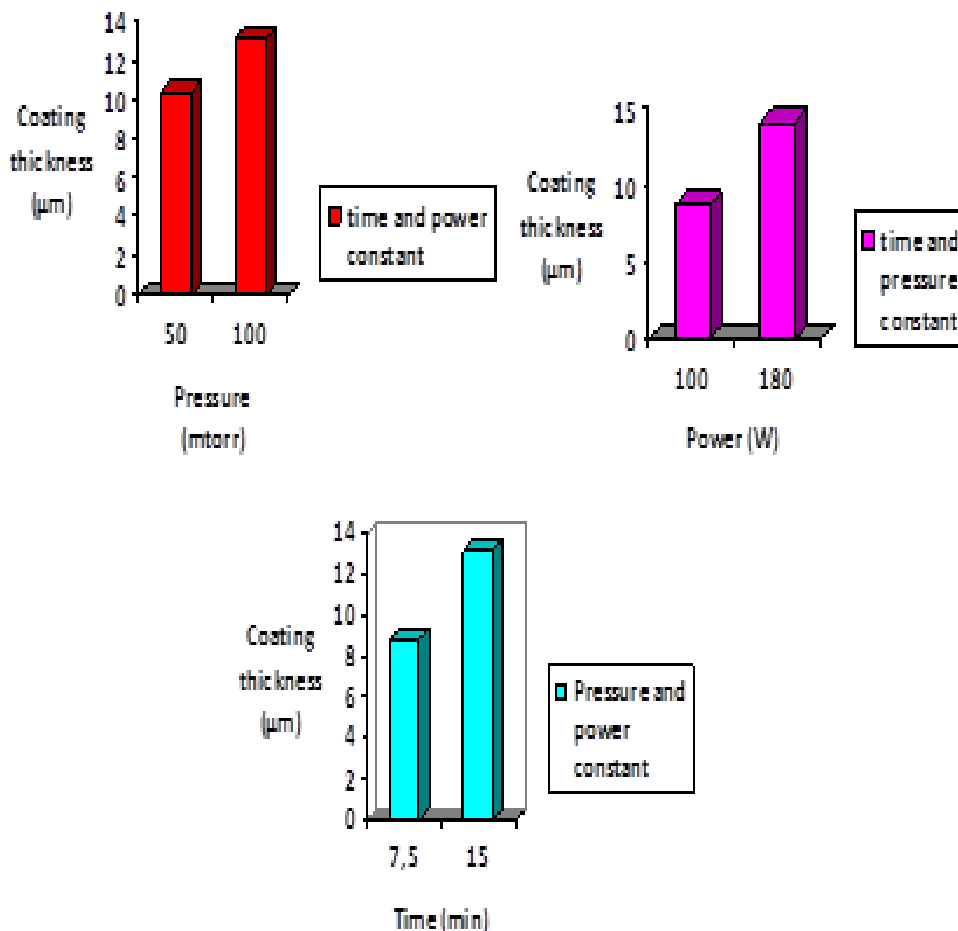 14
12
10
8
6
4
2
0
Coating
thickness
(µm)
50 100
Pressure
(mtorr)
time and power
constant
15
10
5
0
Coating
thickness
(µm)
100 180
Power (W)
time and
pressure
constant
14
12
10
8
6
4
2
0
Coating
thickness
(µm)
7,5 15
Time (min)
Pressure and
power
constant